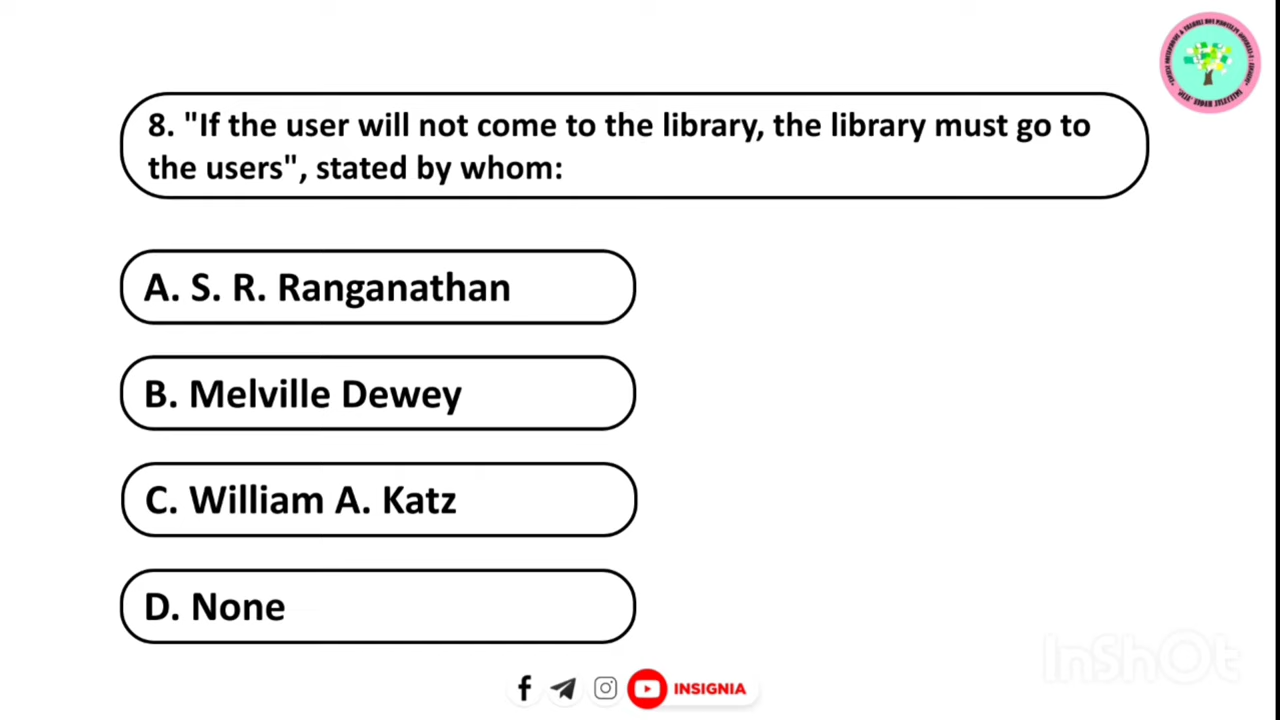 8. "If the user will not come to the library, the library must go to
the users", stated by whom:
A. S. R. Ranganathan
B. Melville Dewey
C. William A. Katz
D. None
INSIGNIA
InShOt